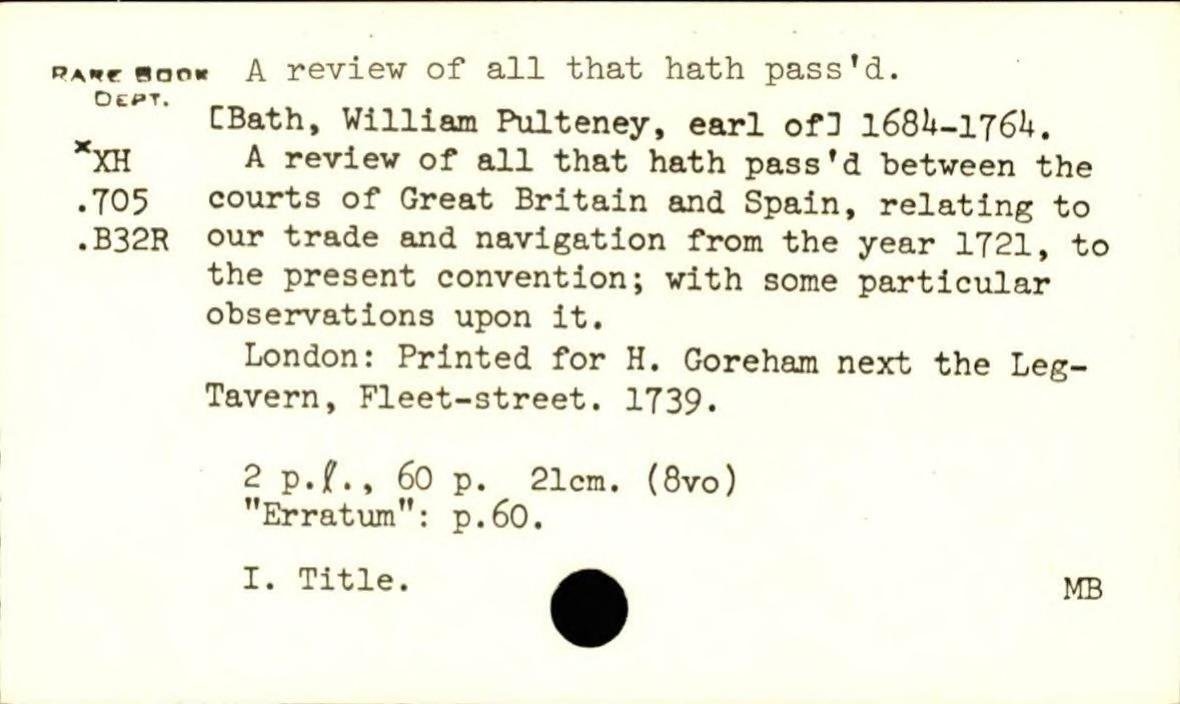 RARE BOOK A review of all that hath pass'd.
DEPT.
[Bath, William Pulteney, earl of] 1684-1764.
xXH A review of all that hath pass'd between the
.705 courts of Great Britain and Spain, relating to
.B32R our trade and navigation from the year 1721, to
the present convention; with some particular
observations upon it.
London: Printed for H. Goreham next the Leg-
Tavern, Fleet-street. 1739.
2 p.ℓ., 60 p. 21cm. (8vo)
"Erratum": p.60.
I. Title.
MB